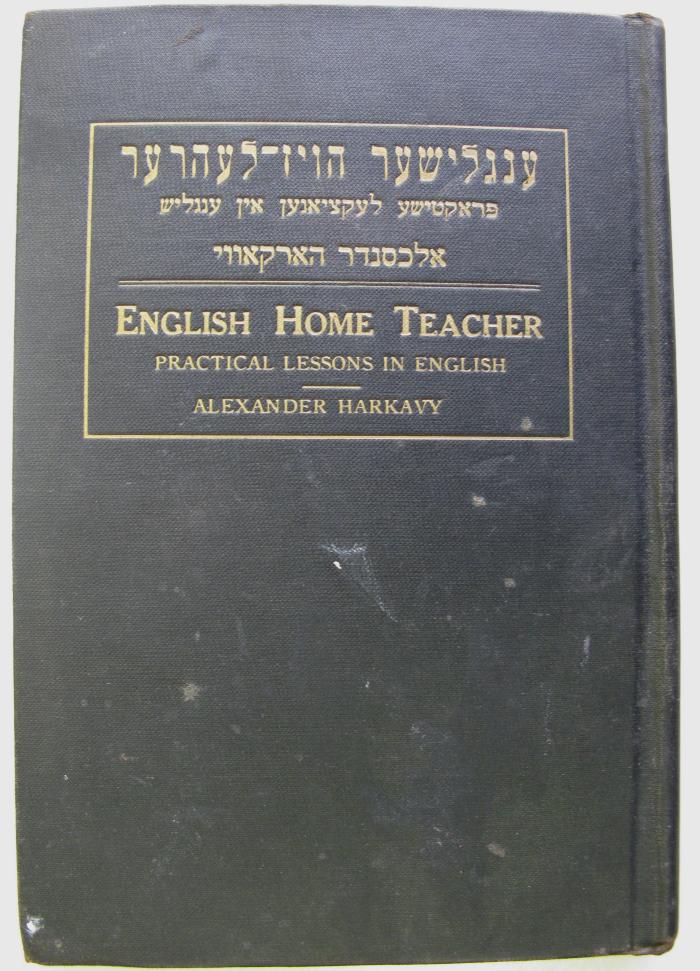 ענגלישער הויז־לעהרער
פראקטישע לעקציאנען אין ענגליש
אלכסנדר הארקאווי
ENGLISH HOME TEACHER
PRACTICAL LESSONS IN ENGLISH
ALEXANDER HARKAVY